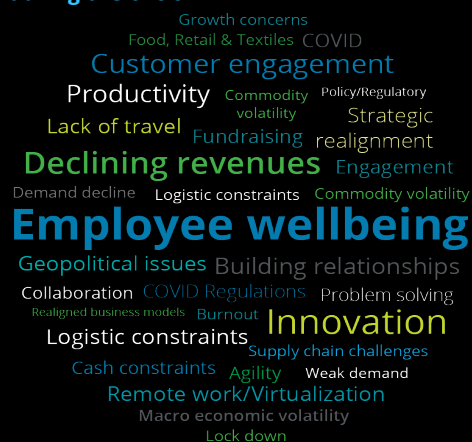 Growth concerns
Food, Retail & Textiles COVID
Customer engagement
Productivity Commodity volatility Policy/Regulatory
Lack of travel Fundraising Strategic realignment
Declining revenues Engagement
Demand decline Logistic constraints Commodity volatility
Employee wellbeing
Geopolitical issues Building relationships
Collaboration COVID Regulations Problem solving
Realigned business models Burnout Innovation
Logistic constraints
Supply chain challenges
Cash constraints Agility Weak demand
Remote work/Virtualization
Macro economic volatility
Lock down